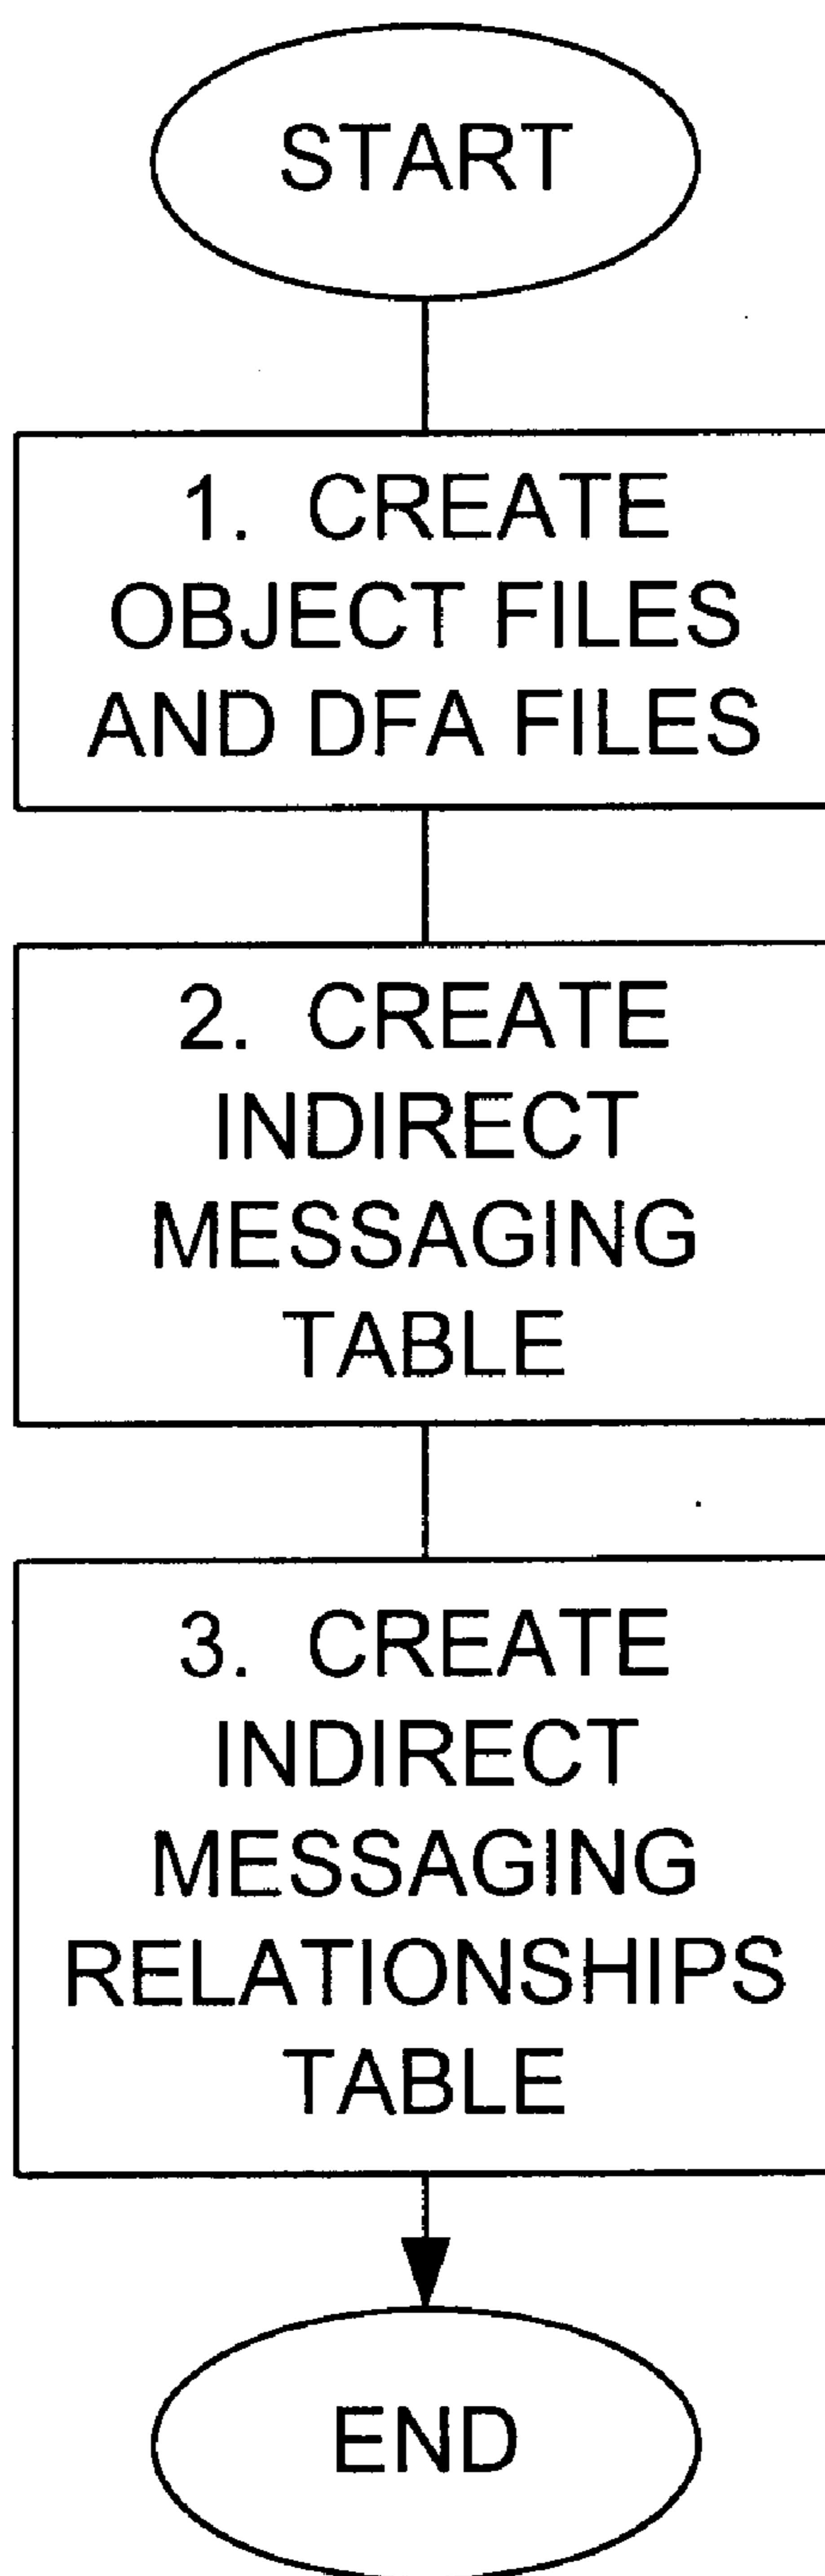 START
1. CREATE
OBJECT FILES
AND DFA FILES
2. CREATE
INDIRECT
MESSAGING
TABLE
3. CREATE
INDIRECT
MESSAGING
RELATIONSHIPS
TABLE
END